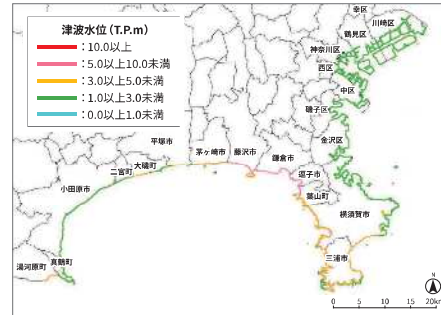 津波水位(T.P.m)
:10.0以上
:5.0以上10.0未満
:3.0以上5.0未満
:1.0以上3.0未満
:0.0以上1.0未満
幸区
川崎区
鶴見区
神奈川区
西区
中区
磯子区
金沢区
平塚市
茅ヶ崎市
藤沢市
鎌倉市
大磯町
二宮町
逗子市
葉山町
小田原市
横須賀市
三浦市
湯河原町
真鶴町
N
0 5 10 15 20km